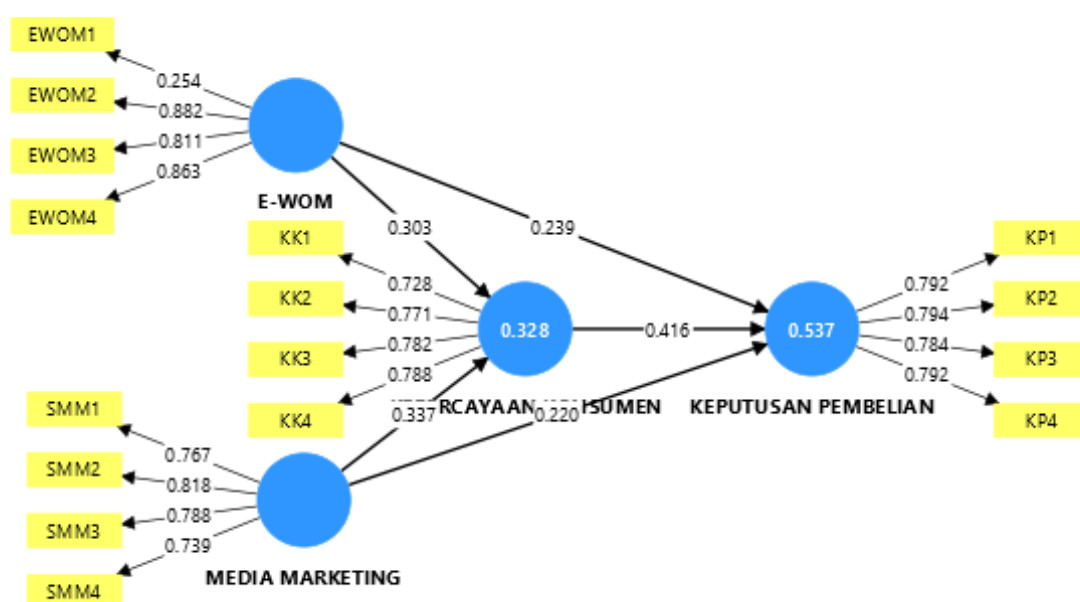 EWOM1
0.254
EWOM2
0.882
EWOM3
0.811
EWOM4
0.863
E-WOM
0.303
0.239
KK1
0.728
KK2
0.771
KK3
0.782
KK4
0.788
0.328
0.416
0.537
0.337
0.220
KEPUTUSAN PEMBELIAN
KP1
0.792
KP2
0.794
KP3
0.784
KP4
0.792
SMM1
0.767
SMM2
0.818
SMM3
0.788
SMM4
0.739
MEDIA MARKETING